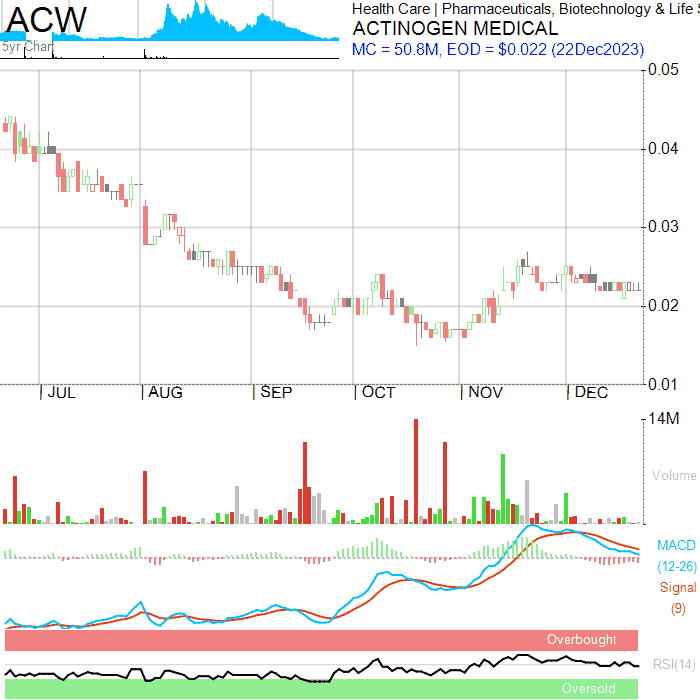 ACW
5yr Chart
Health Care | Pharmaceuticals, Biotechnology & Life S
ACTINOGEN MEDICAL
MC = 50.8M, EOD = $0.022 (22Dec2023)
0.05
0.04
0.03
0.02
0.01
JUL
AUG
SEP
OCT
NOV
DEC
14M
Volume
MACD
(12-26)
Signal
(9)
Overbought
RSI(14)
Oversold